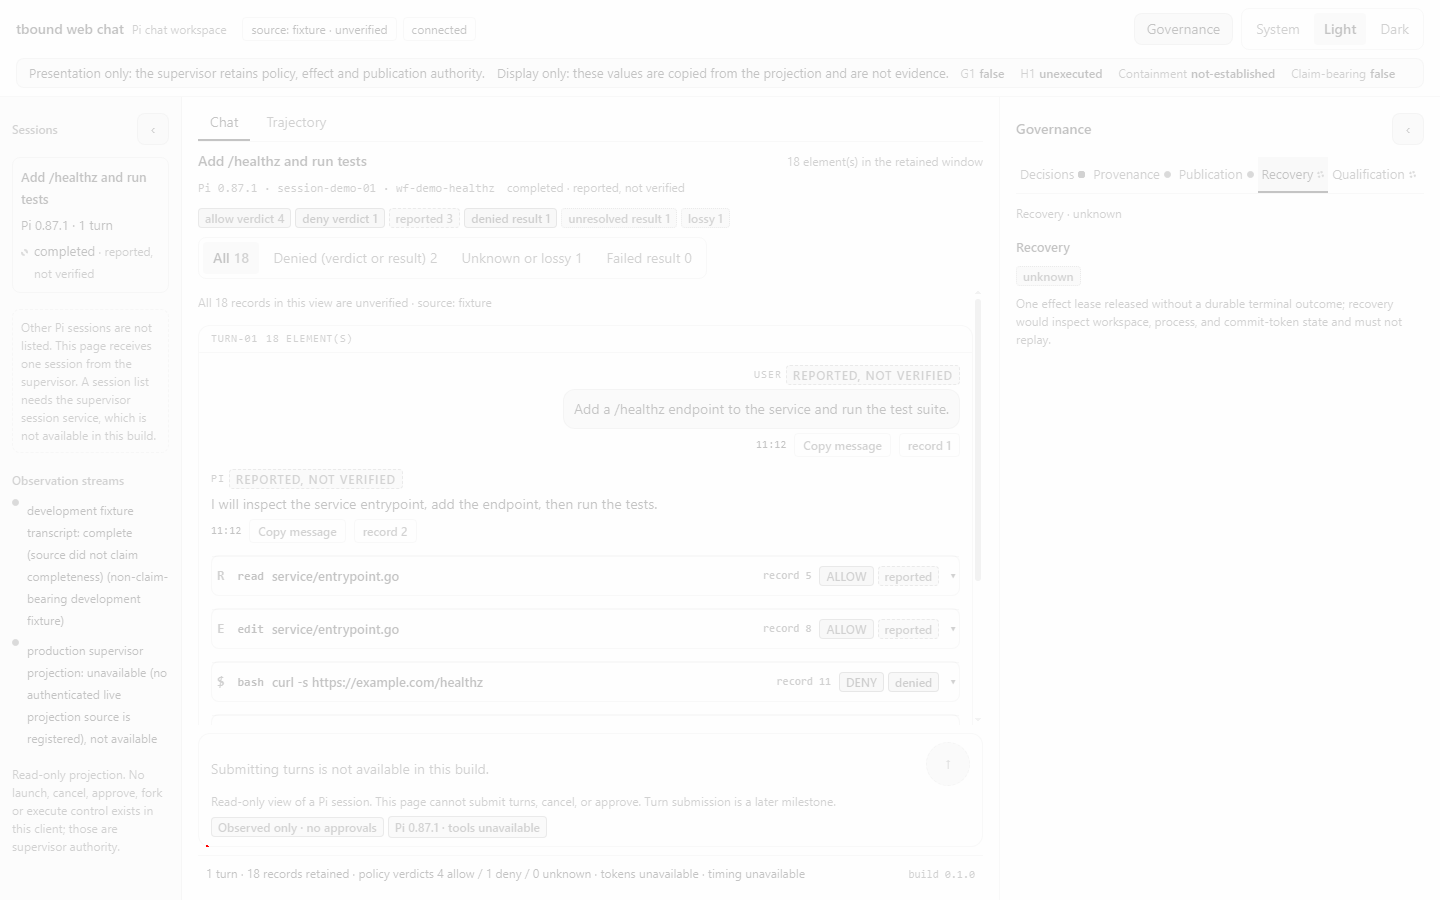 tbound web chat Pi chat workspace source: fixture · unverified connected Governance System Light Dark
Presentation only: the supervisor retains policy, effect and publication authority. Display only: these values are copied from the projection and are not evidence. G1 false H1 unexecuted Containment not-established Claim-bearing false
Sessions ‹
Add /healthz and run
tests
Pi 0.87.1 · 1 turn
completed · reported,
not verified
Other Pi sessions are not
listed. This page receives
one session from the
supervisor. A session list
needs the supervisor
session service, which is
not available in this build.
Observation streams
development fixture
transcript: complete
(source did not claim
completeness) (non-claim-
bearing development
fixture)
production supervisor
projection: unavailable (no
authenticated live
projection source is
registered), not available
Read-only projection. No
launch, cancel, approve, fork
or execute control exists in
this client; those are
supervisor authority.
Chat Trajectory
Add /healthz and run tests 18 element(s) in the retained window
Pi 0.87.1 · session-demo-01 · wf-demo-healthz completed · reported, not verified
allow verdict 4 deny verdict 1 reported 3 denied result 1 unresolved result 1 lossy 1
All 18 Denied (verdict or result) 2 Unknown or lossy 1 Failed result 0
All 18 records in this view are unverified · source: fixture
TURN-01 18 ELEMENT(S)
USER REPORTED, NOT VERIFIED
Add a /healthz endpoint to the service and run the test suite.
11:12 Copy message record 1
PI REPORTED, NOT VERIFIED
I will inspect the service entrypoint, add the endpoint, then run the tests.
11:12 Copy message record 2
R read service/entrypoint.go record 5 ALLOW reported ▾
E edit service/entrypoint.go record 8 ALLOW reported ▾
$ bash curl -s https://example.com/healthz record 11 DENY denied ▾
Submitting turns is not available in this build. ↑
Read-only view of a Pi session. This page cannot submit turns, cancel, or approve. Turn submission is a later milestone.
Observed only · no approvals Pi 0.87.1 · tools unavailable
1 turn · 18 records retained · policy verdicts 4 allow / 1 deny / 0 unknown · tokens unavailable · timing unavailable build 0.1.0
Governance ‹
Decisions Provenance Publication Recovery Qualification
Recovery · unknown
Recovery
unknown
One effect lease released without a durable terminal outcome; recovery
would inspect workspace, process, and commit-token state and must not
replay.